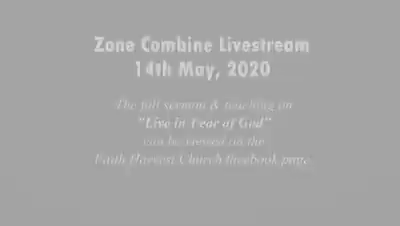 Zone Combine Livestream
14th May, 2020
The full sermon & teaching on
"Live in Fear of God"
can be viewed on the
Faith Harvest Church facebook page